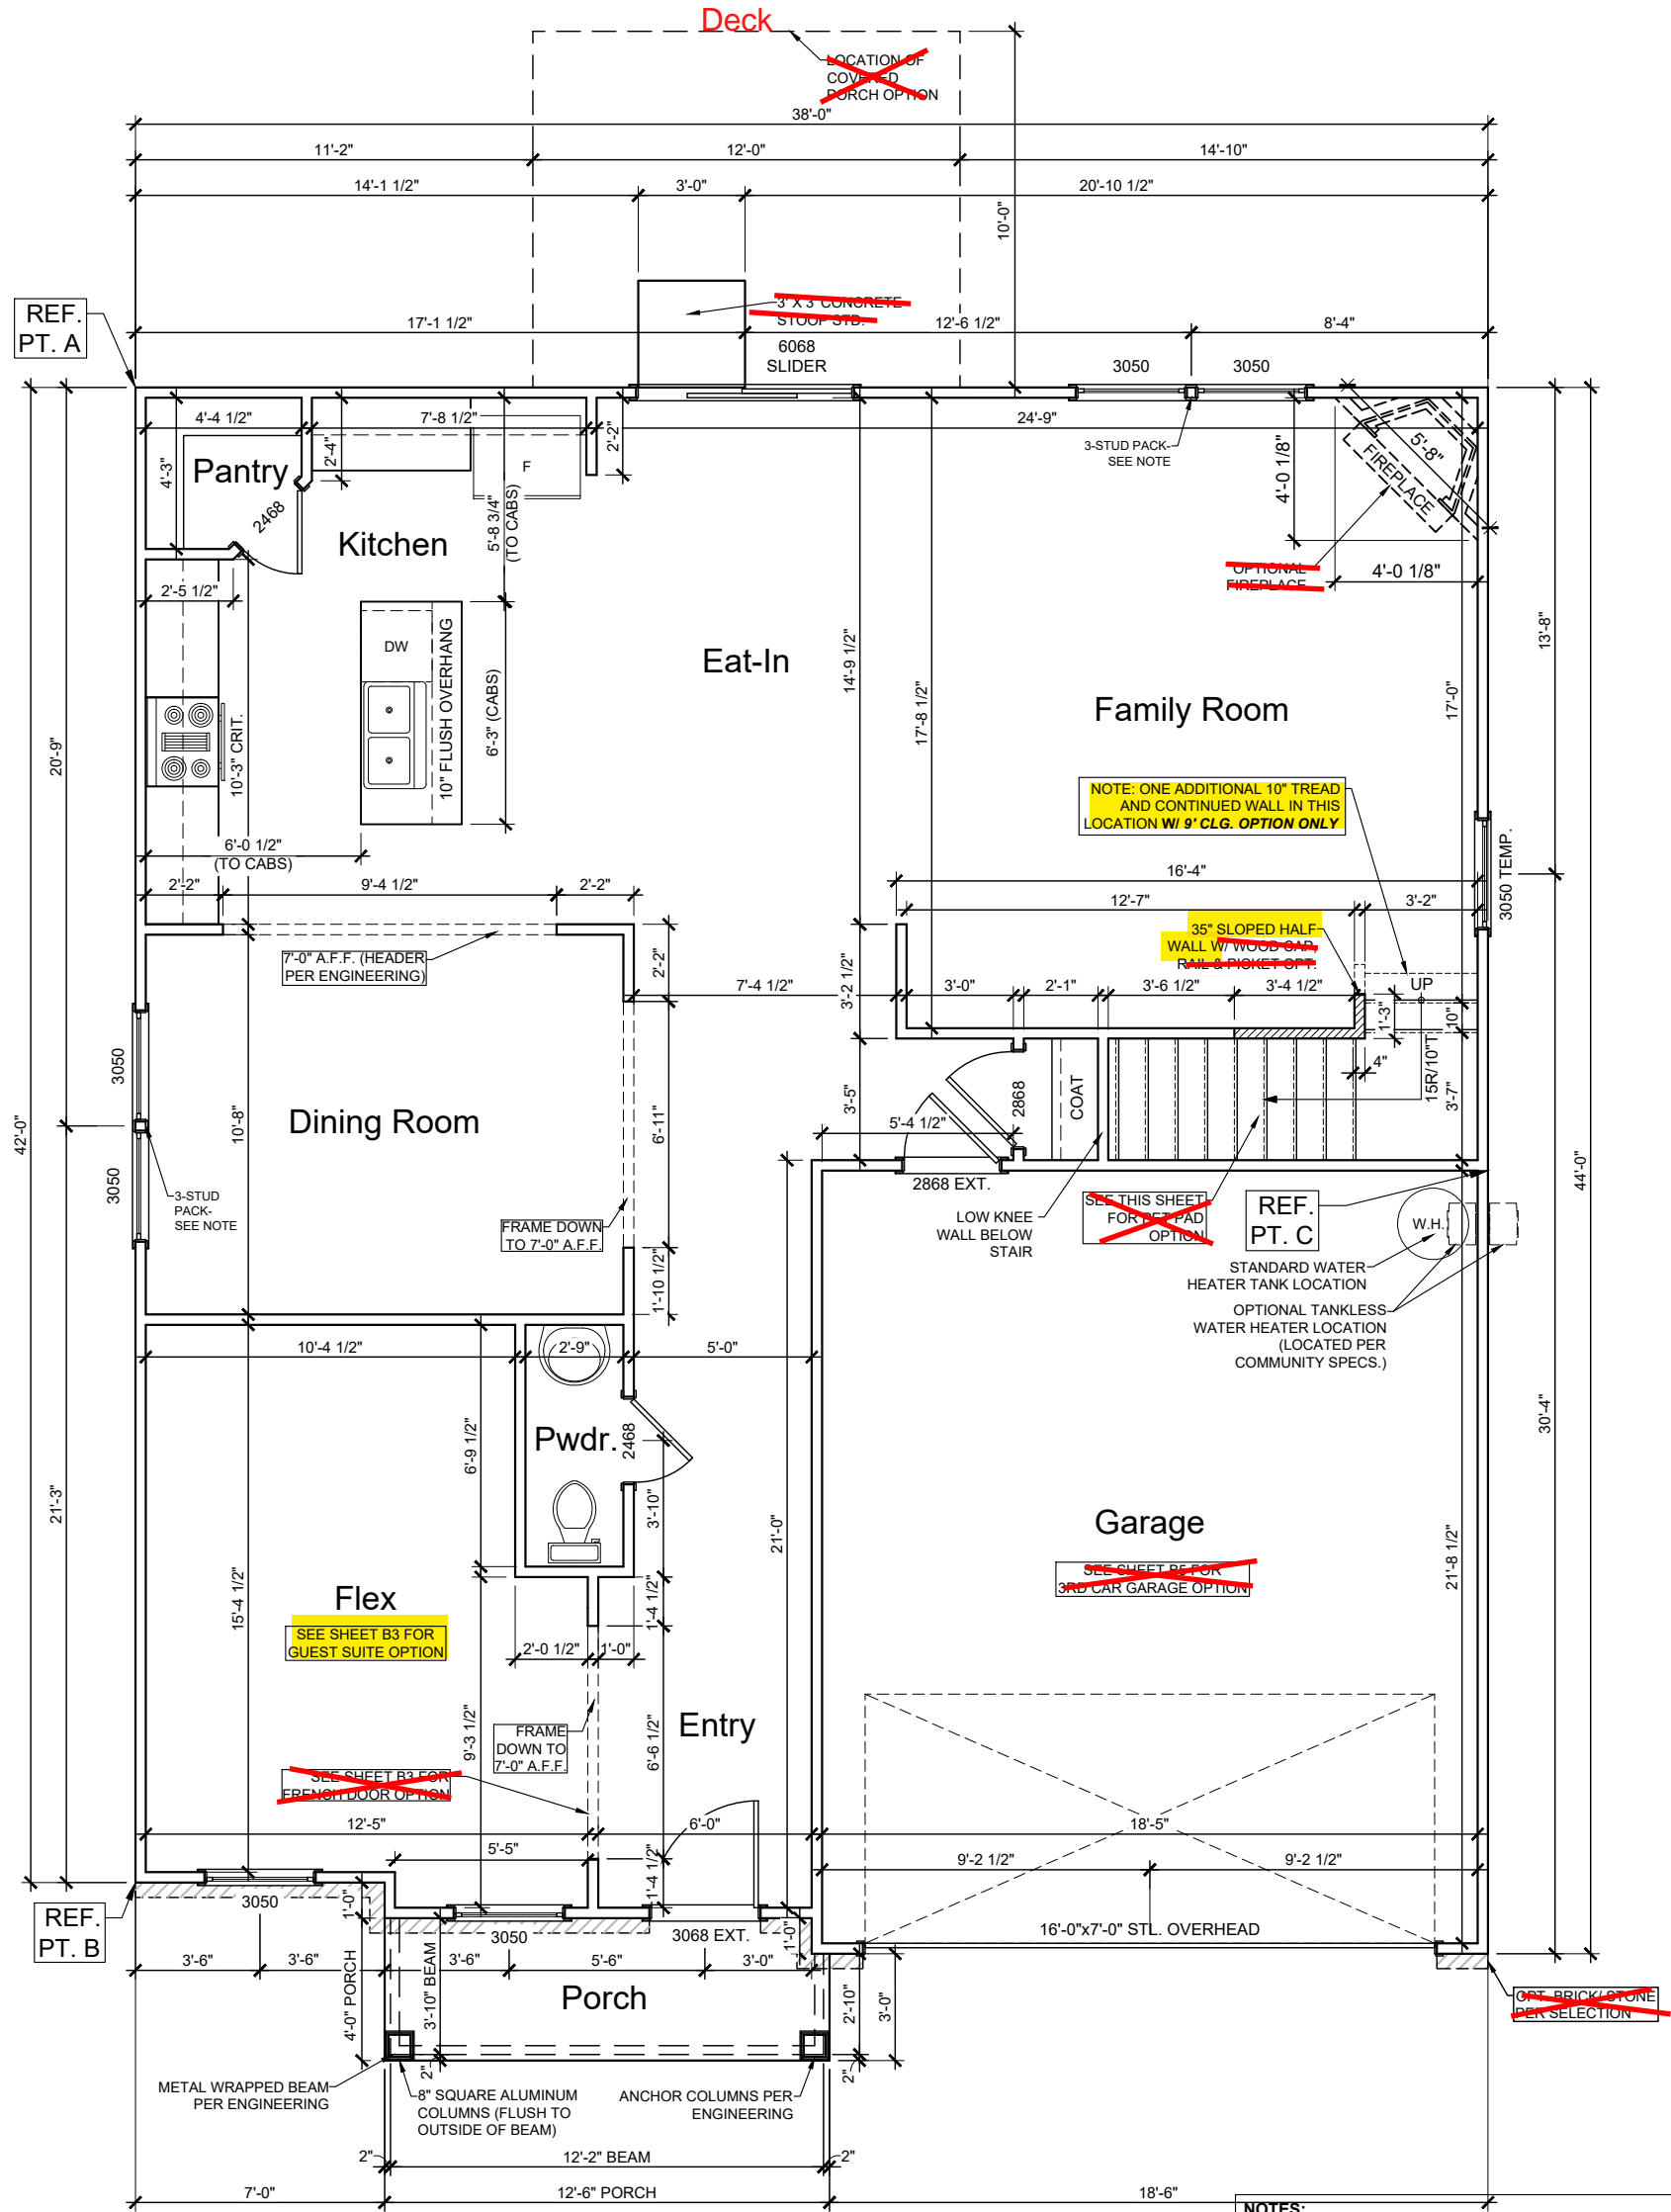 Deck
LOCATION OF
COVERED
PORCH OPTION
38'-0"
11'-2"
12'-0"
14'-10"
14'-1 1/2"
3'-0"
20'-10 1/2"
10'-0"
REF.
PT. A
3' X 3' CONCRETE
STOOP STD.
17'-1 1/2"
12'-6 1/2"
8'-4"
6068
SLIDER
3050
3050
4'-4 1/2"
7'-8 1/2"
24'-9"
2'-4"
2'-2"
4'-3"
Pantry
F
3-STUD PACK-
SEE NOTE
5'-8"
FIREPLACE
4'-0 1/8"
2468
Kitchen
5'-8 3/4"
(TO CABS)
OPTIONAL
FIREPLACE
4'-0 1/8"
2'-5 1/2"
DW
10" FLUSH OVERHANG
6'-3" (CABS)
Eat-In
14'-9 1/2"
17'-8 1/2"
Family Room
17'-0"
13'-8"
20'-9"
10'-3" CRIT.
NOTE: ONE ADDITIONAL 10" TREAD
AND CONTINUED WALL IN THIS
LOCATION W/ 9' CLG. OPTION ONLY
6'-0 1/2"
(TO CABS)
2'-2"
9'-4 1/2"
2'-2"
16'-4"
12'-7"
3'-2"
3050 TEMP.
35" SLOPED HALF
WALL W/ WOOD CAP,
RAIL & PICKET OPT.
7'-0" A.F.F. (HEADER
PER ENGINEERING)
2'-2"
7'-4 1/2"
3'-2 1/2"
3'-0"
2'-1"
3'-6 1/2"
3'-4 1/2"
UP
1'-3"
10"
3050
4"
15R/10"T
3'-7"
42'-0"
Dining Room
10'-8"
6'-11"
3'-5"
2868
COAT
5'-4 1/2"
44'-0"
3050
3-STUD
PACK-
SEE NOTE
2868 EXT.
FRAME DOWN
TO 7'-0" A.F.F.
LOW KNEE
WALL BELOW
STAIR
SEE THIS SHEET
FOR PET PAD
OPTION
REF.
PT. C
W.H.
STANDARD WATER
HEATER TANK LOCATION
OPTIONAL TANKLESS
WATER HEATER LOCATION
(LOCATED PER
COMMUNITY SPECS.)
1'-10 1/2"
10'-4 1/2"
2'-9"
5'-0"
6'-9 1/2"
Pwdr.
2468
3'-10"
30'-4"
21'-3"
21'-0"
Garage
SEE SHEET B5 FOR
3RD CAR GARAGE OPTION
21'-8 1/2"
15'-4 1/2"
Flex
SEE SHEET B3 FOR
GUEST SUITE OPTION
1'-4 1/2"
2'-0 1/2"
1'-0"
9'-3 1/2"
FRAME
DOWN TO
7'-0" A.F.F.
6'-6 1/2"
Entry
SEE SHEET B3 FOR
FRENCH DOOR OPTION
12'-5"
6'-0"
18'-5"
5'-5"
1'-4 1/2"
9'-2 1/2"
9'-2 1/2"
REF.
PT. B
3050
1'-0"
3050
3068 EXT.
1'-0"
16'-0"x7'-0" STL. OVERHEAD
3'-6"
3'-6"
4'-0" PORCH
3'-10" BEAM
3'-6"
5'-6"
3'-0"
Porch
2'-10"
3'-0"
OPT. BRICK/ STONE
PER SELECTION
2"
2"
METAL WRAPPED BEAM
PER ENGINEERING
8" SQUARE ALUMINUM
COLUMNS (FLUSH TO
OUTSIDE OF BEAM)
ANCHOR COLUMNS PER
ENGINEERING
2"
12'-2" BEAM
2"
7'-0"
12'-6" PORCH
18'-6"
NOTES: